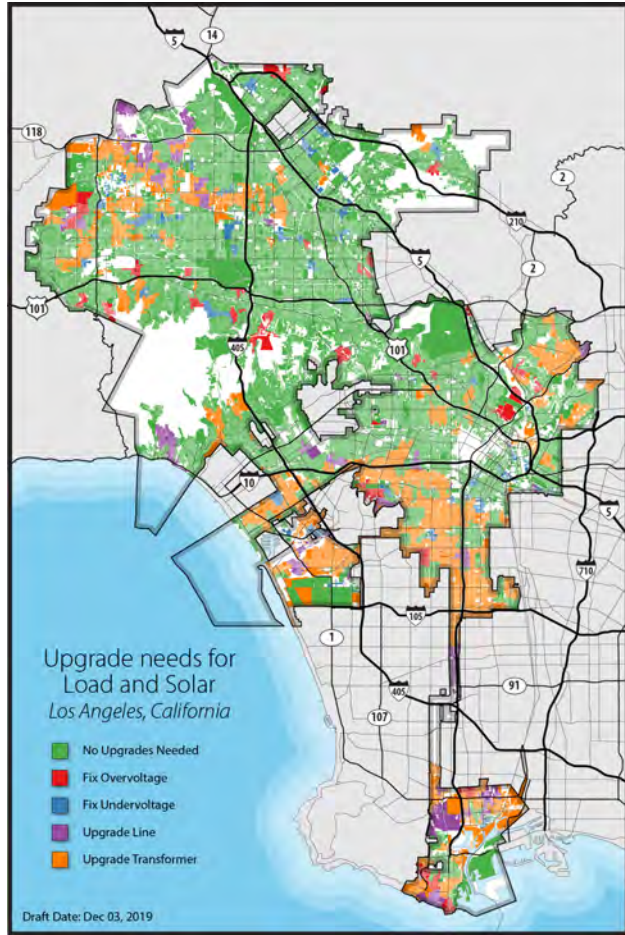 5
14
118
2
210
5
2
101
405
101
10
5
710
105
1
405
91
107
Upgrade needs for
Load and Solar
Los Angeles, California
No Upgrades Needed
Fix Overvoltage
Fix Undervoltage
Upgrade Line
Upgrade Transformer
Draft Date: Dec 03, 2019